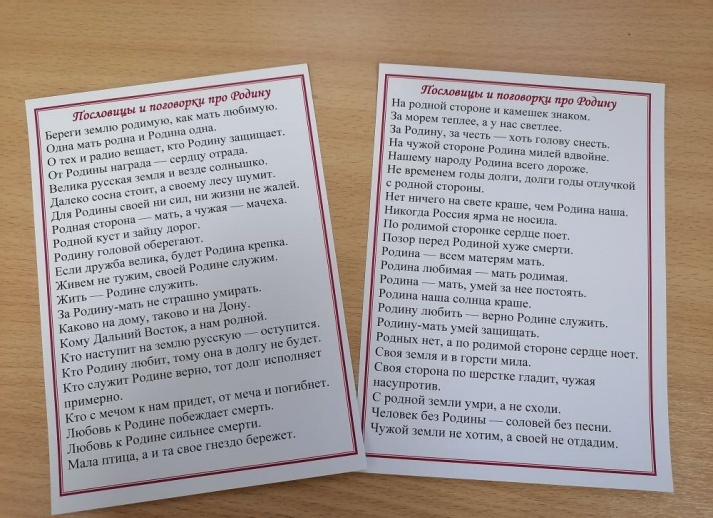 Пословицы и поговорки про Родину
Береги землю родимую, как мать любимую.
Одна мать родна и Родина одна.
О тех и радио вещает, кто Родину защищает.
От Родины награда — сердцу отрада.
Велика русская земля и везде солнышко.
Далеко сосна стоит, а своему лесу шумит.
Для Родины своей ни сил, ни жизни не жалей.
Родная сторона — мать, а чужая — мачеха.
Родной куст и зайцу дорог.
Родину головой оберегают.
Если дружба велика, будет Родина крепка.
Живем не тужим, своей Родине служим.
Жить — Родине служить.
За Родину-мать не страшно умирать.
Каково на дому, таково и на Дону.
Кому Дальний Восток, а нам родной.
Кто наступит на землю русскую — оступится.
Кто Родину любит, тому она в долгу не будет.
Кто служит Родине верно, тот долг исполняет
примерно.
Кто с мечом к нам придет, от меча и погибнет.
Любовь к Родине побеждает смерть.
Любовь к Родине сильнее смерти.
Мала птица, а и та свое гнездо бережет.
Пословицы и поговорки про Родину
На родной стороне и камешек знаком.
За морем теплее, а у нас светлее.
За Родину, за честь — хоть голову снесть.
На чужой стороне Родина милей вдвойне.
Нашему народу Родина всего дороже.
Не временем годы долги, долги годы отлучкой
с родной стороны.
Нет ничего на свете краше, чем Родина наша.
Никогда Россия ярма не носила.
По родимой сторонке сердце поет.
Позор перед Родиной хуже смерти.
Родина — всем матерям мать.
Родина любимая — мать родимая.
Родина — мать, умей за нее постоять.
Родина наша солнца краше.
Родину любить — верно Родине служить.
Родину-мать умей защищать.
Родных нет, а по родимой стороне сердце ноет.
Своя земля и в горсти мила.
Своя сторона по шерстке гладит, чужая
насупротив.
С родной земли умри, а не сходи.
Человек без Родины — соловей без песни.
Чужой земли не хотим, а своей не отдадим.